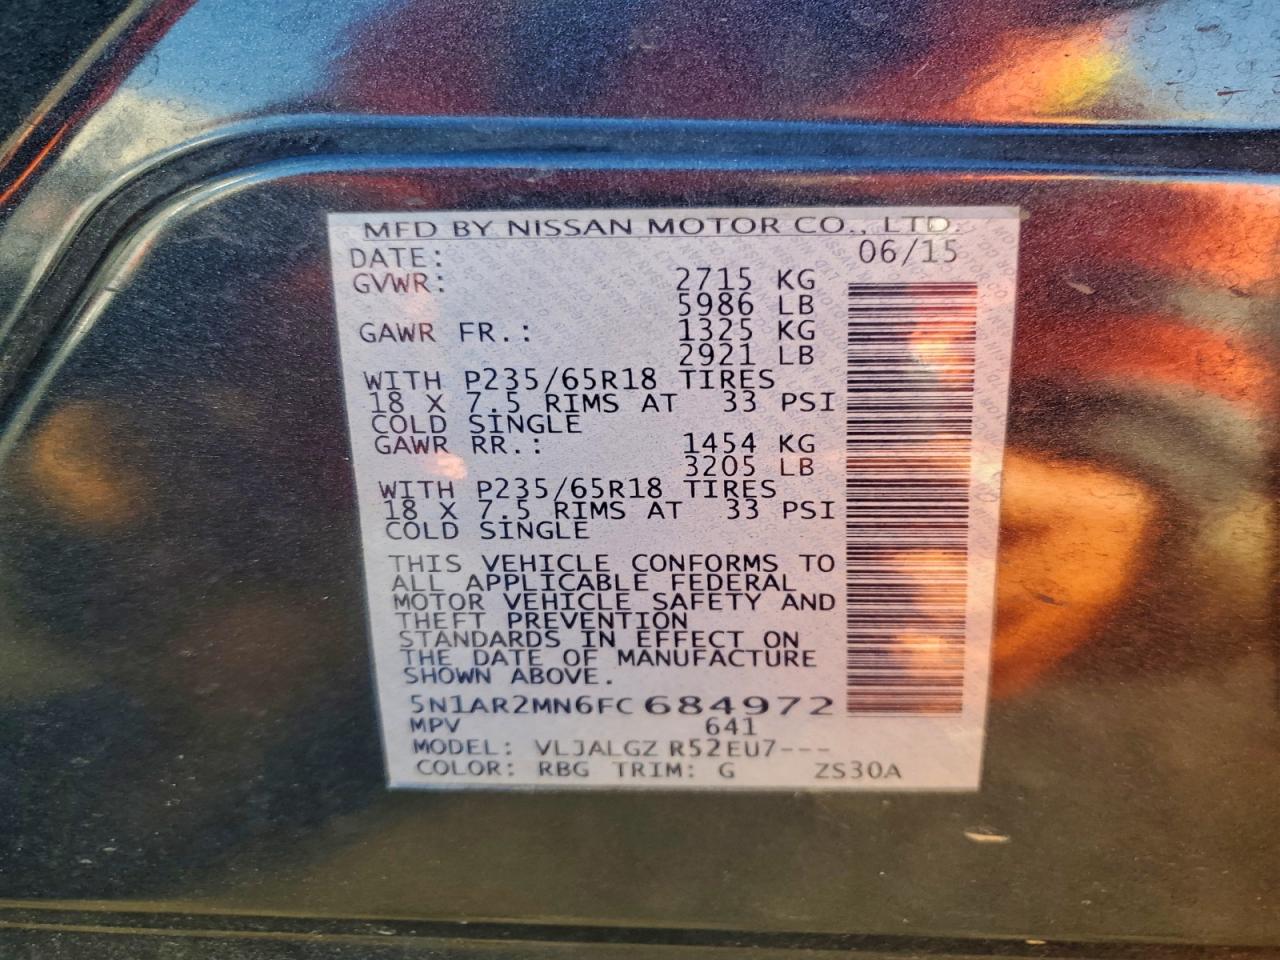 MFD BY NISSAN MOTOR CO., LTD.
DATE: 06/15
GVWR: 2715 KG
5986 LB
GAWR FR.: 1325 KG
2921 LB
WITH P235/65R18 TIRES
18 X 7.5 RIMS AT 33 PSI
COLD SINGLE
GAWR RR.: 1454 KG
3205 LB
WITH P235/65R18 TIRES
18 X 7.5 RIMS AT 33 PSI
COLD SINGLE
THIS VEHICLE CONFORMS TO
ALL APPLICABLE FEDERAL
MOTOR VEHICLE SAFETY AND
THEFT PREVENTION
STANDARDS IN EFFECT ON
THE DATE OF MANUFACTURE
SHOWN ABOVE.
5N1AR2MN6FC684972
MPV 641
MODEL: VLJALGZ R52EU7---
COLOR: RBG TRIM: G ZS30A